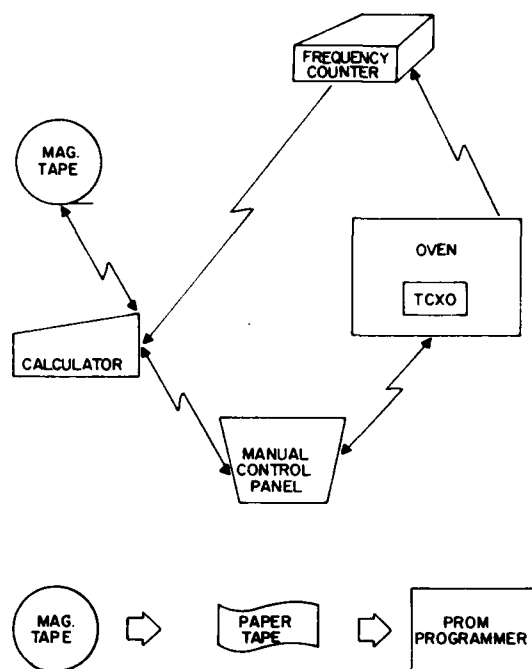 FREQUENCY
COUNTER
MAG.
TAPE
OVEN
TCXO
CALCULATOR
MANUAL
CONTROL
PANEL
MAG.
TAPE
PAPER
TAPE
PROM
PROGRAMMER